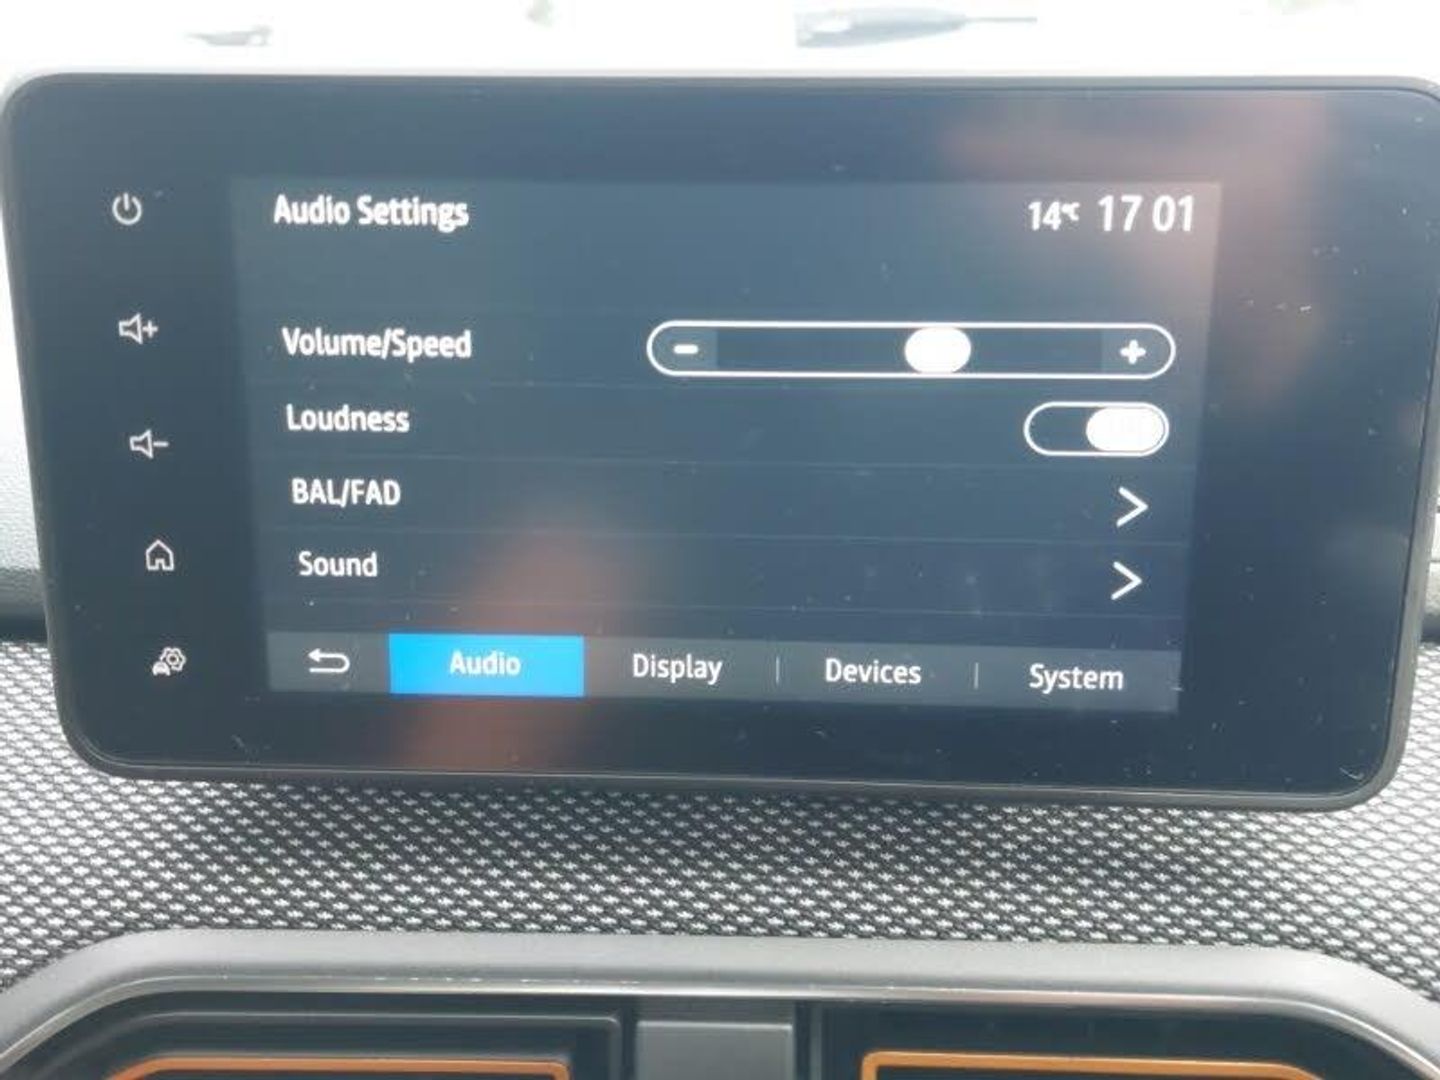 Audio Settings
14°C 17 01
Volume/Speed
- +
Loudness
BAL/FAD
Sound
Audio Display Devices System